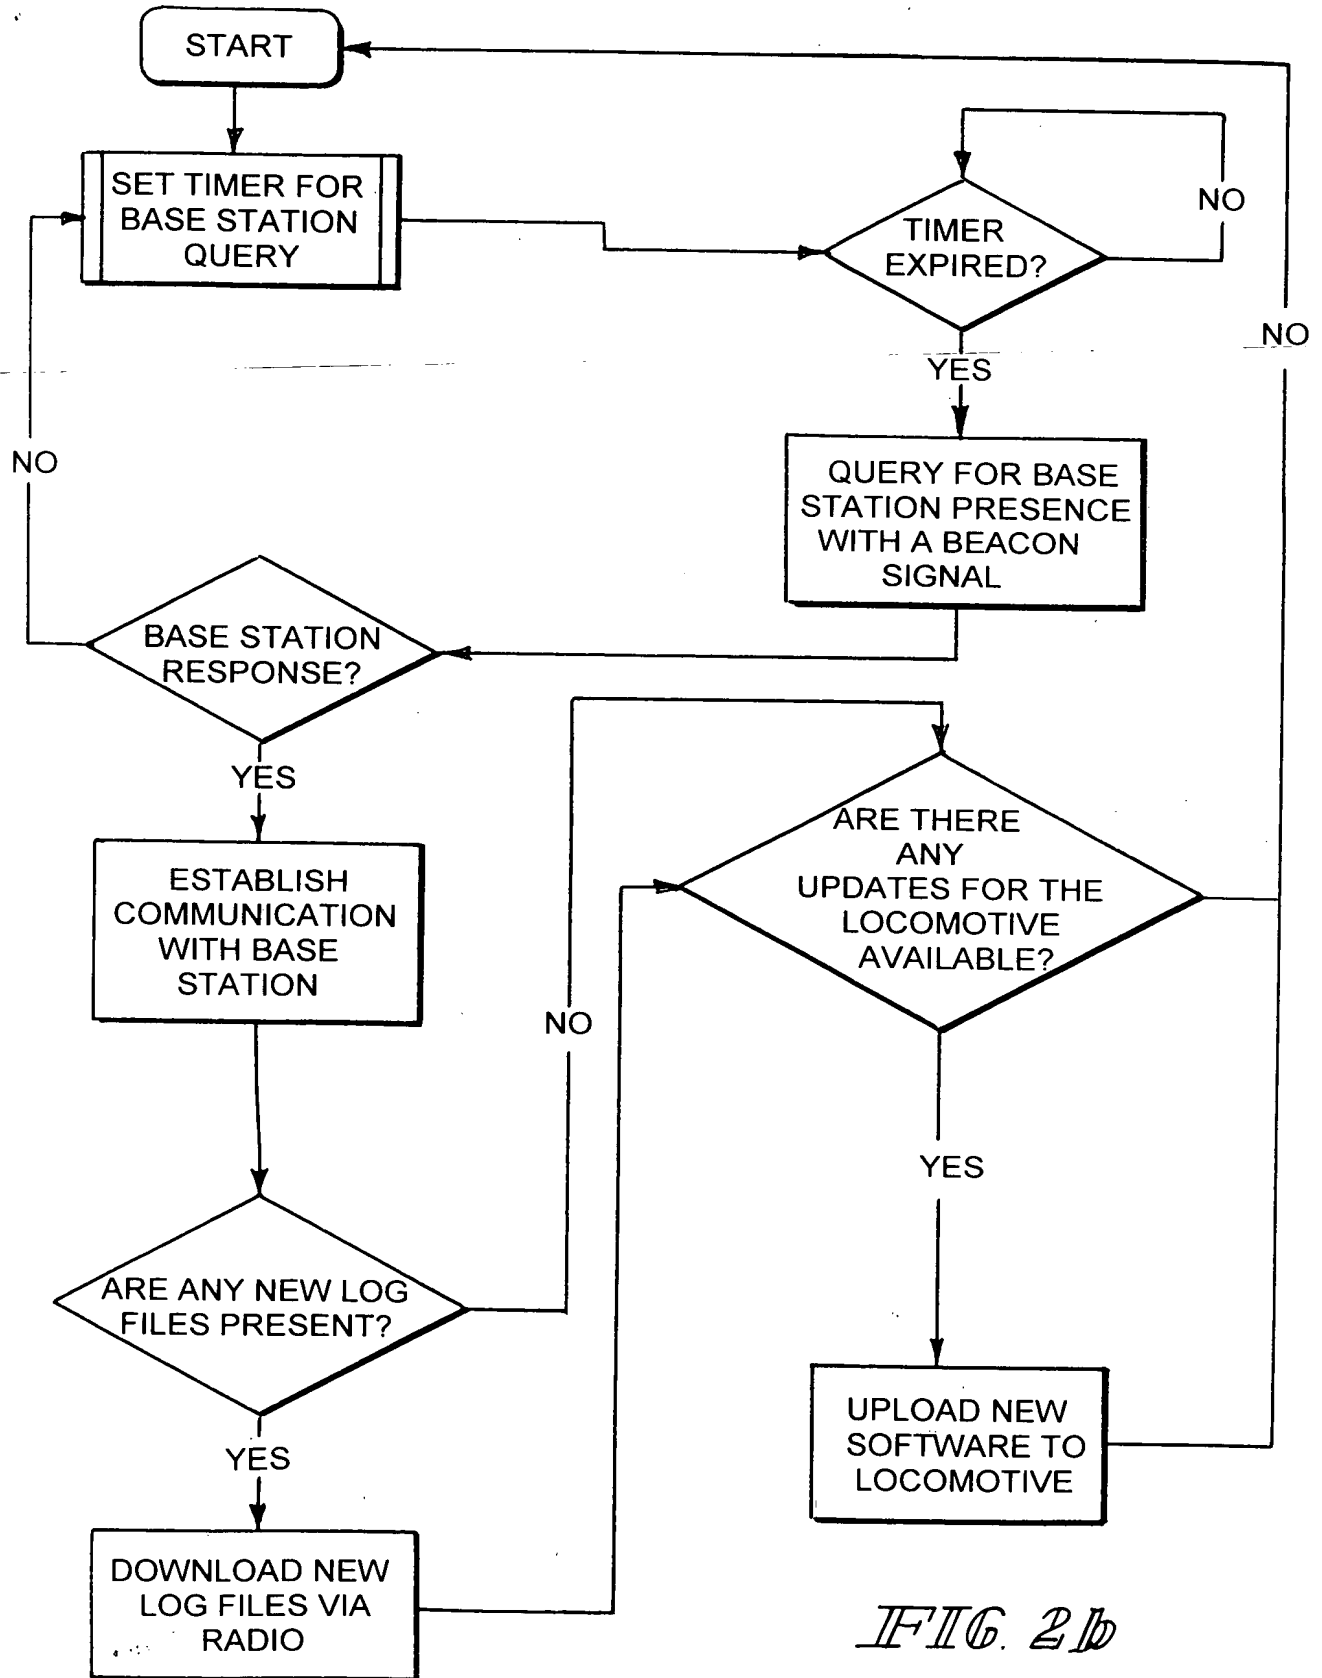 START
SET TIMER FOR
BASE STATION
QUERY
TIMER
EXPIRED?
NO
NO
YES
NO
QUERY FOR BASE
STATION PRESENCE
WITH A BEACON
SIGNAL
BASE STATION
RESPONSE?
YES
ARE THERE
ANY
UPDATES FOR THE
LOCOMOTIVE
AVAILABLE?
ESTABLISH
COMMUNICATION
WITH BASE
STATION
NO
YES
ARE ANY NEW LOG
FILES PRESENT?
YES
UPLOAD NEW
SOFTWARE TO
LOCOMOTIVE
DOWNLOAD NEW
LOG FILES VIA
RADIO
FIG. 2b